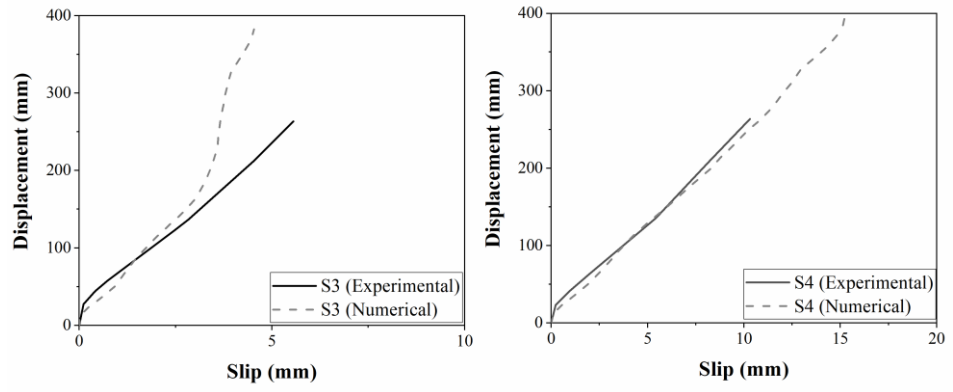 400
300
200
100
0
Displacement (mm)
0
5
10
Slip (mm)
S3 (Experimental)
S3 (Numerical)
400
300
200
100
0
Displacement (mm)
0
5
10
15
20
Slip (mm)
S4 (Experimental)
S4 (Numerical)